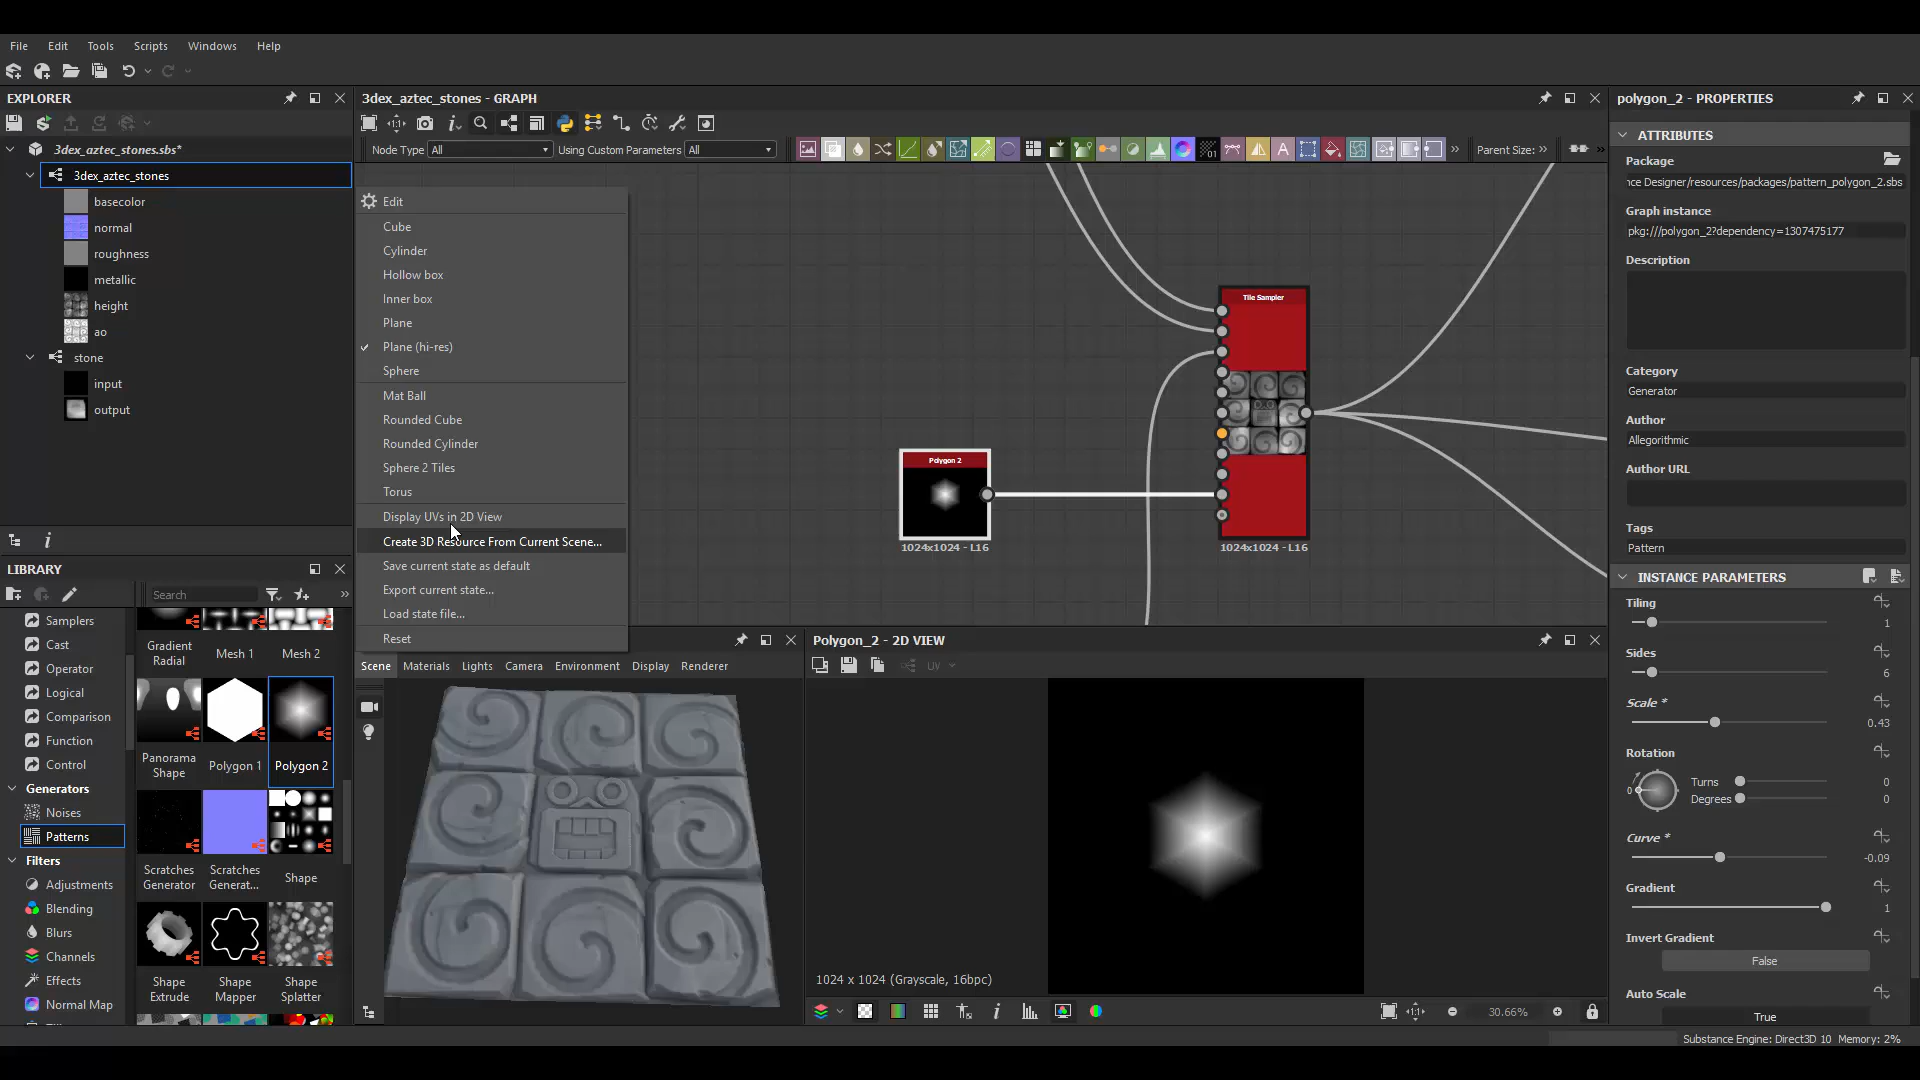 File Edit Tools Scripts Windows Help
EXPLORER
3dex_aztec_stones.sbs*
3dex_aztec_stones
basecolor
normal
roughness
metallic
height
ao
stone
input
output
LIBRARY
Search
Samplers
Cast
Operator
Logical
Comparison
Function
Control
Generators
Noises
Patterns
Filters
Adjustments
Blending
Blurs
Channels
Effects
Normal Map
Gradient Radial
Mesh 1
Mesh 2
Panorama Shape
Polygon 1
Polygon 2
Scratches Generator
Scratches Generat...
Shape
Shape Extrude
Shape Mapper
Shape Splatter
3dex_aztec_stones - GRAPH
Node Type All Using Custom Parameters All
Parent Size:
Edit
Cube
Cylinder
Hollow box
Inner box
Plane
Plane (hi-res)
Sphere
Mat Ball
Rounded Cube
Rounded Cylinder
Sphere 2 Tiles
Torus
Display UVs in 2D View
Create 3D Resource From Current Scene...
Save current state as default
Export current state...
Load state file...
Reset
Polygon 2
1024x1024 - L16
Tile Sampler
1024x1024 - L16
Scene Materials Lights Camera Environment Display Renderer
Polygon_2 - 2D VIEW
UV
1024 x 1024 (Grayscale, 16bpc)
30.66%
polygon_2 - PROPERTIES
ATTRIBUTES
Package
nce Designer/resources/packages/pattern_polygon_2.sbs
Graph instance
pkg:///polygon_2?dependency=1307475177
Description
Category
Generator
Author
Allegorithmic
Author URL
Tags
Pattern
INSTANCE PARAMETERS
Tiling
1
Sides
6
Scale *
0.43
Rotation
0
Turns 0
Degrees 0
Curve *
-0.09
Gradient
1
Invert Gradient
False
Auto Scale
True
Substance Engine: Direct3D 10 Memory: 2%